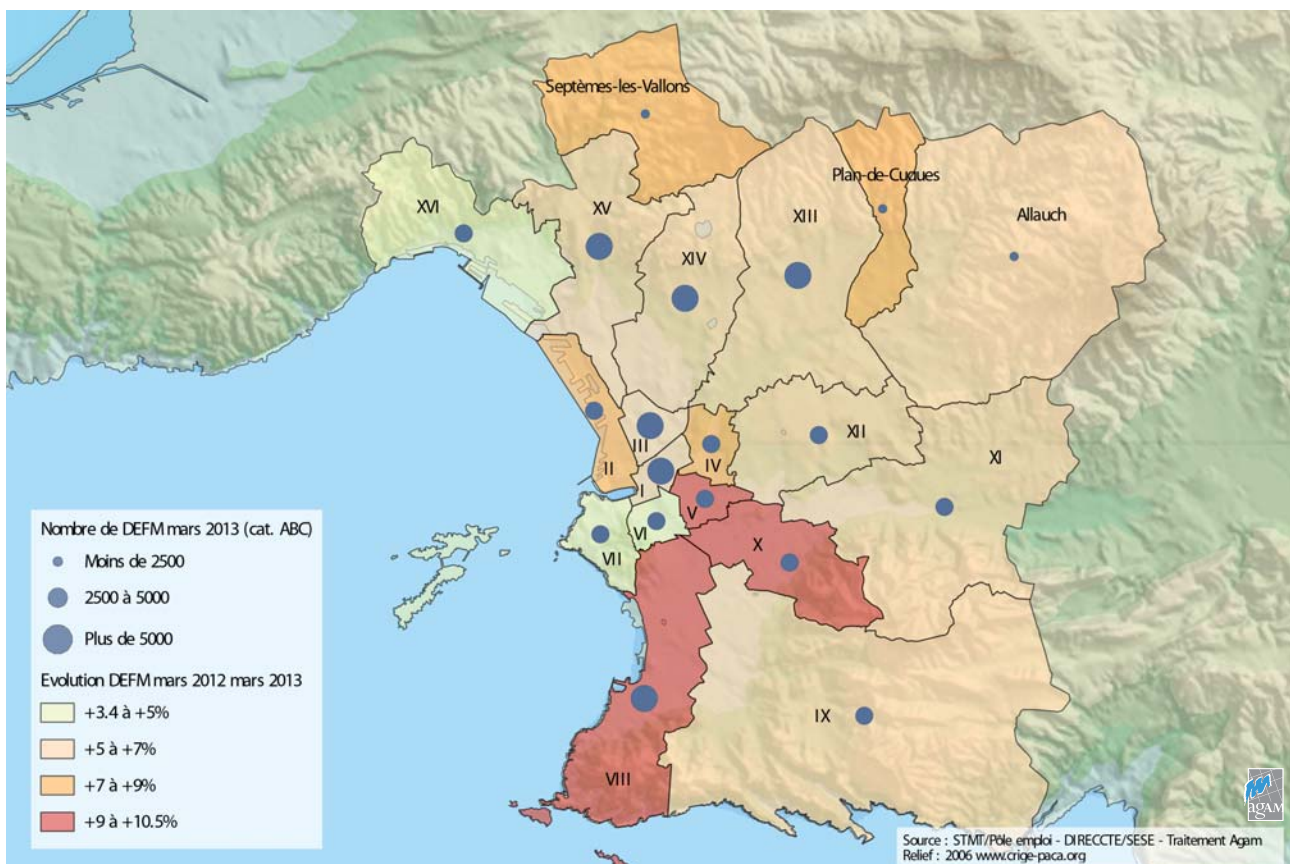 Septèmes-les-Vallons
Plan-de-Cuques
Allauch
XVI
XV
XIV
XIII
XII
XI
III
II
I
IV
V
VI
VII
X
IX
VIII
Nombre de DEFM mars 2013 (cat. ABC)
Moins de 2500
2500 à 5000
Plus de 5000
Evolution DEFM mars 2012 mars 2013
+3.4 à +5%
+5 à +7%
+7 à +9%
+9 à +10.5%
agAM
Source : STMT/Pôle emploi - DIRECCTE/SESE - Traitement Agam
Relief : 2006 www.crige-paca.org